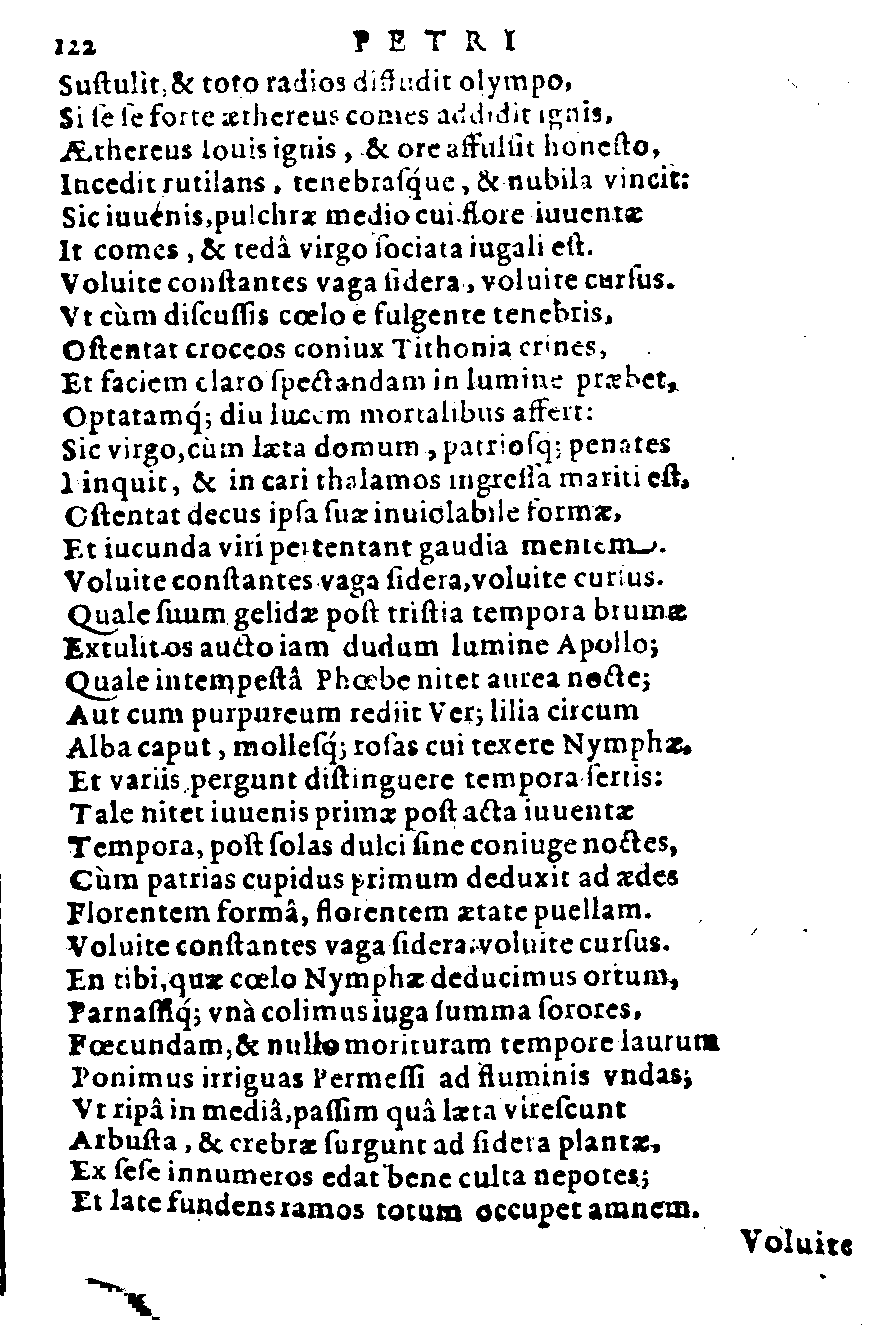 122 PETRI
Suſtulit, & toto radios diffudit olympo,
Si ſe ſe forte æthereus comes addidit ignis,
Æthereus Iouis ignis, & ore affulſit honeſto,
Incedit rutilans, tenebraſq́ue, & nubila vincit:
Sic iuuénis, pulchræ medio cui flore iuuentæ
It comes, & tedâ virgo ſociata iugali eſt.
Voluite conſtantes vaga ſidera, voluite curſus.
Vt cùm diſcuſſis cœlo e fulgente tenebris,
Oſtentat croceos coniux Tithonia crines,
Et faciem claro ſpectandam in lumine præbet,
Optatamq́; diu lucem mortalibus affert:
Sic virgo, cùm læta domum, patrioſq; penates
Linquit, & in cari thalamos ingreſſa mariti eſt,
Oſtentat decus ipſa ſuæ inuiolabile formæ,
Et iucunda viri pertentant gaudia mentem.
Voluite conſtantes vaga ſidera, voluite curſus.
Quale ſuum gelidæ poſt triſtia tempora brumæ
Extulit os aucto iam dudum lumine Apollo;
Quale intempeſtâ Phœbe nitet aurea nocte;
Aut cum purpureum rediit Ver; lilia circum
Alba caput, molleſq́; roſas cui texere Nymphæ,
Et variis pergunt diſtinguere tempora ſertis:
Tale nitet iuuenis primæ poſt acta iuuentæ
Tempora, poſt ſolas dulci ſine coniuge noctes,
Cùm patrias cupidus primum deduxit ad ædes
Florentem formâ, florentem ætate puellam.
Voluite conſtantes vaga ſidera, voluite curſus.
En tibi, quæ cœlo Nymphæ deducimus ortum,
Parnaſſiq́; vnà colimus iuga ſumma ſorores,
Fœcundam, & nullo morituram tempore laurum
Ponimus irriguas Permeſſi ad fluminis vndas;
Vt ripâ in mediâ, paſſim quâ læta vireſcunt
Arbuſta, & crebræ ſurgunt ad ſidera plantæ,
Ex ſeſe innumeros edat bene culta nepotes;
Et late fundens ramos totum occupet amnem.
Voluite